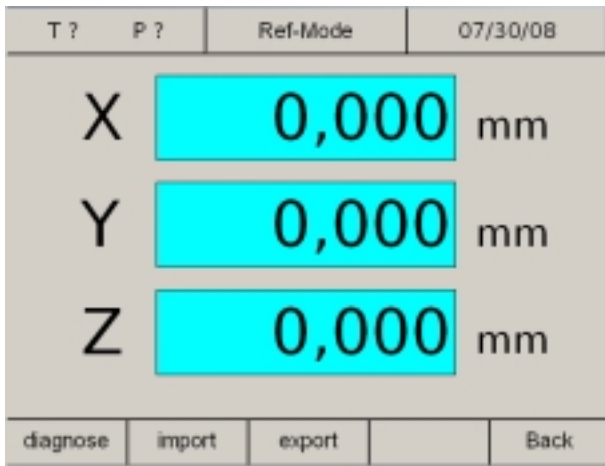 T ? P ? Ref-Mode 07/30/08
X 0,000 mm
Y 0,000 mm
Z 0,000 mm
diagnose import export Back